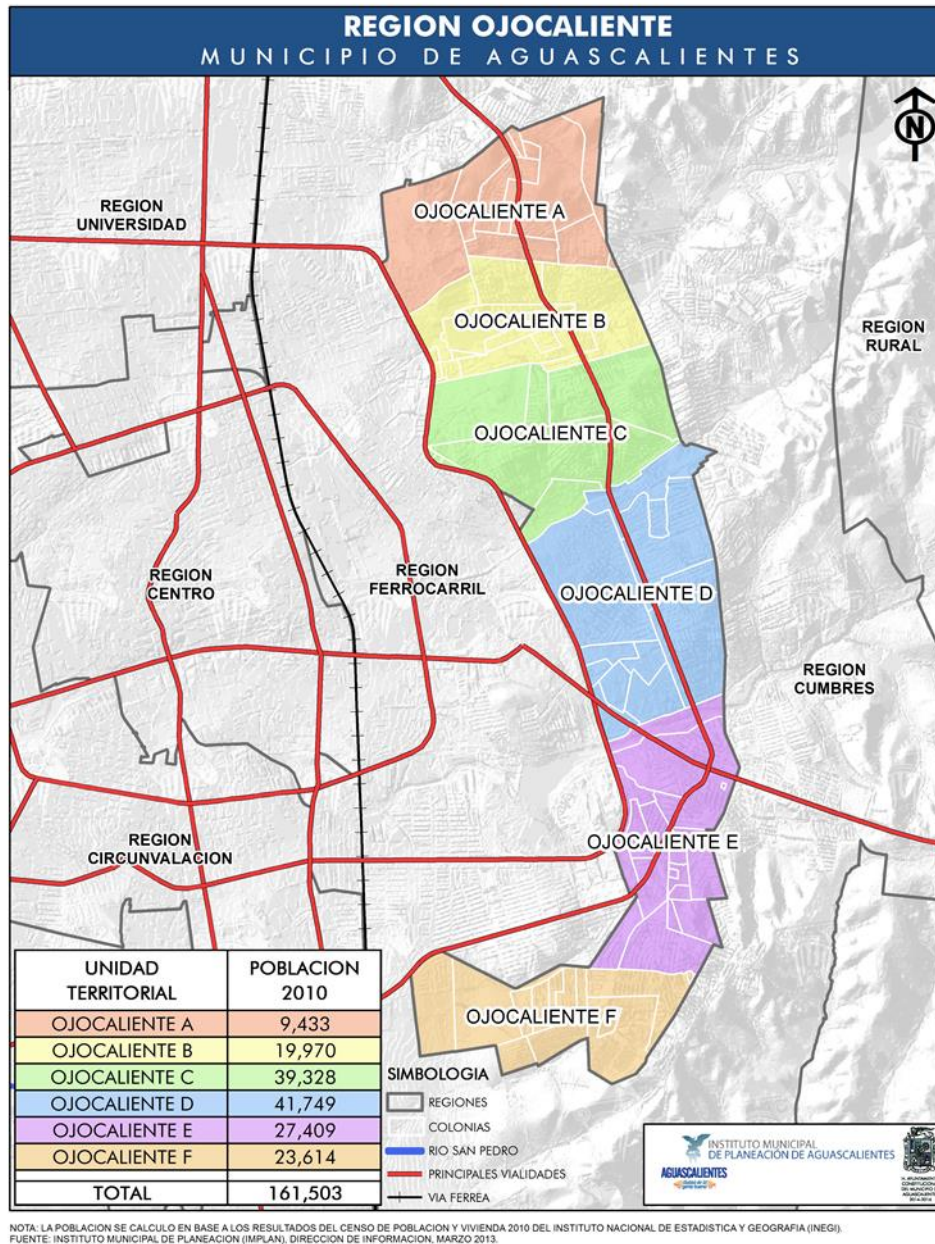 REGION OJOCALIENTE
MUNICIPIO DE AGUASCALIENTES
N
REGION
UNIVERSIDAD
OJOCALIENTE A
OJOCALIENTE B
REGION
RURAL
OJOCALIENTE C
REGION
CENTRO
REGION
FERROCARRIL
OJOCALIENTE D
REGION
CUMBRES
REGION
CIRCUNVALACION
OJOCALIENTE E
OJOCALIENTE F
UNIDAD TERRITORIAL POBLACION 2010
OJOCALIENTE A 9,433
OJOCALIENTE B 19,970
OJOCALIENTE C 39,328
OJOCALIENTE D 41,749
OJOCALIENTE E 27,409
OJOCALIENTE F 23,614
TOTAL 161,503
SIMBOLOGIA
REGIONES
COLONIAS
RIO SAN PEDRO
PRINCIPALES VIALIDADES
VIA FERREA
INSTITUTO MUNICIPAL
DE PLANEACIÓN DE AGUASCALIENTES
AGUASCALIENTES
NOTA: LA POBLACION SE CALCULO EN BASE A LOS RESULTADOS DEL CENSO DE POBLACION Y VIVIENDA 2010 DEL INSTITUTO NACIONAL DE ESTADISTICA Y GEOGRAFIA (INEGI).
FUENTE: INSTITUTO MUNICIPAL DE PLANEACION (IMPLAN), DIRECCION DE INFORMACION, MARZO 2013.